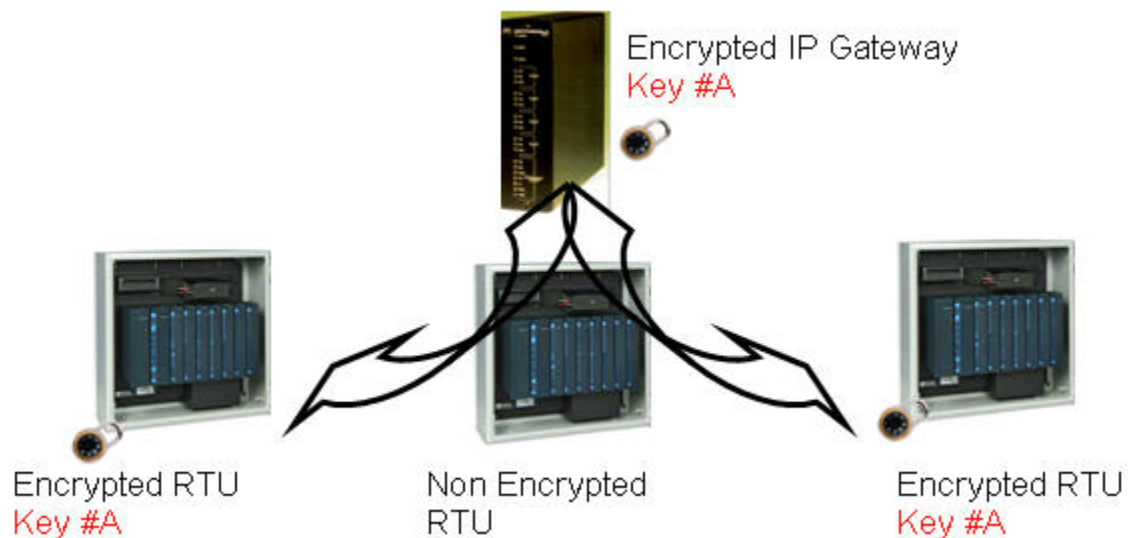 Encrypted IP Gateway
Key #A
Encrypted RTU
Key #A
Non Encrypted
RTU
Encrypted RTU
Key #A